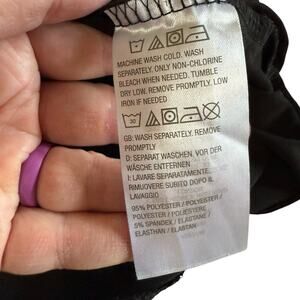 MACHINE WASH COLD. WASH
SEPARATELY. ONLY NON-CHLORINE
BLEACH WHEN NEEDED. TUMBLE
DRY LOW. REMOVE PROMPTLY. LOW
IRON IF NEEDED
30
GB: WASH SEPARATELY. REMOVE
PROMPTLY
D: SEPARAT WASCHEN. VOR DER
WÄSCHE ENTFERNEN
I: LAVARE SEPARATAMENTE.
RIMUOVERE SUBITO DOPO IL
LAVAGGIO
95% POLYESTER / POLYESTER /
POLYESTER / POLIESTERE
5% SPANDEX / ELASTANE /
ELASTHAN / ELASTAN